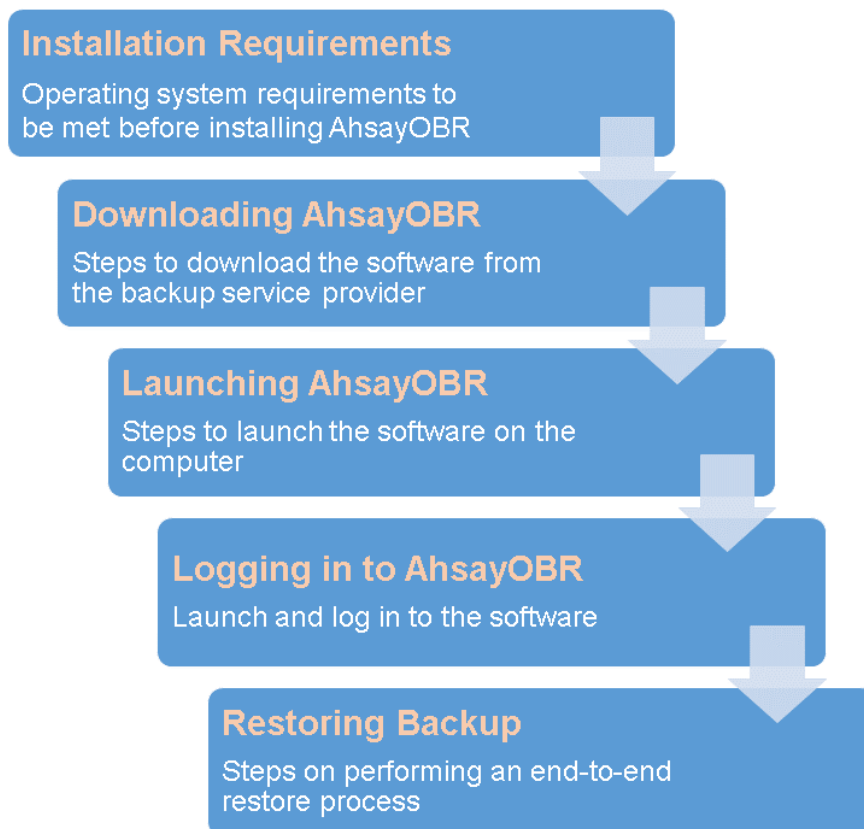 Installation Requirements
Operating system requirements to
be met before installing AhsayOBR
Downloading AhsayOBR
Steps to download the software from
the backup service provider
Launching AhsayOBR
Steps to launch the software on the
computer
Logging in to AhsayOBR
Launch and log in to the software
Restoring Backup
Steps on performing an end-to-end
restore process